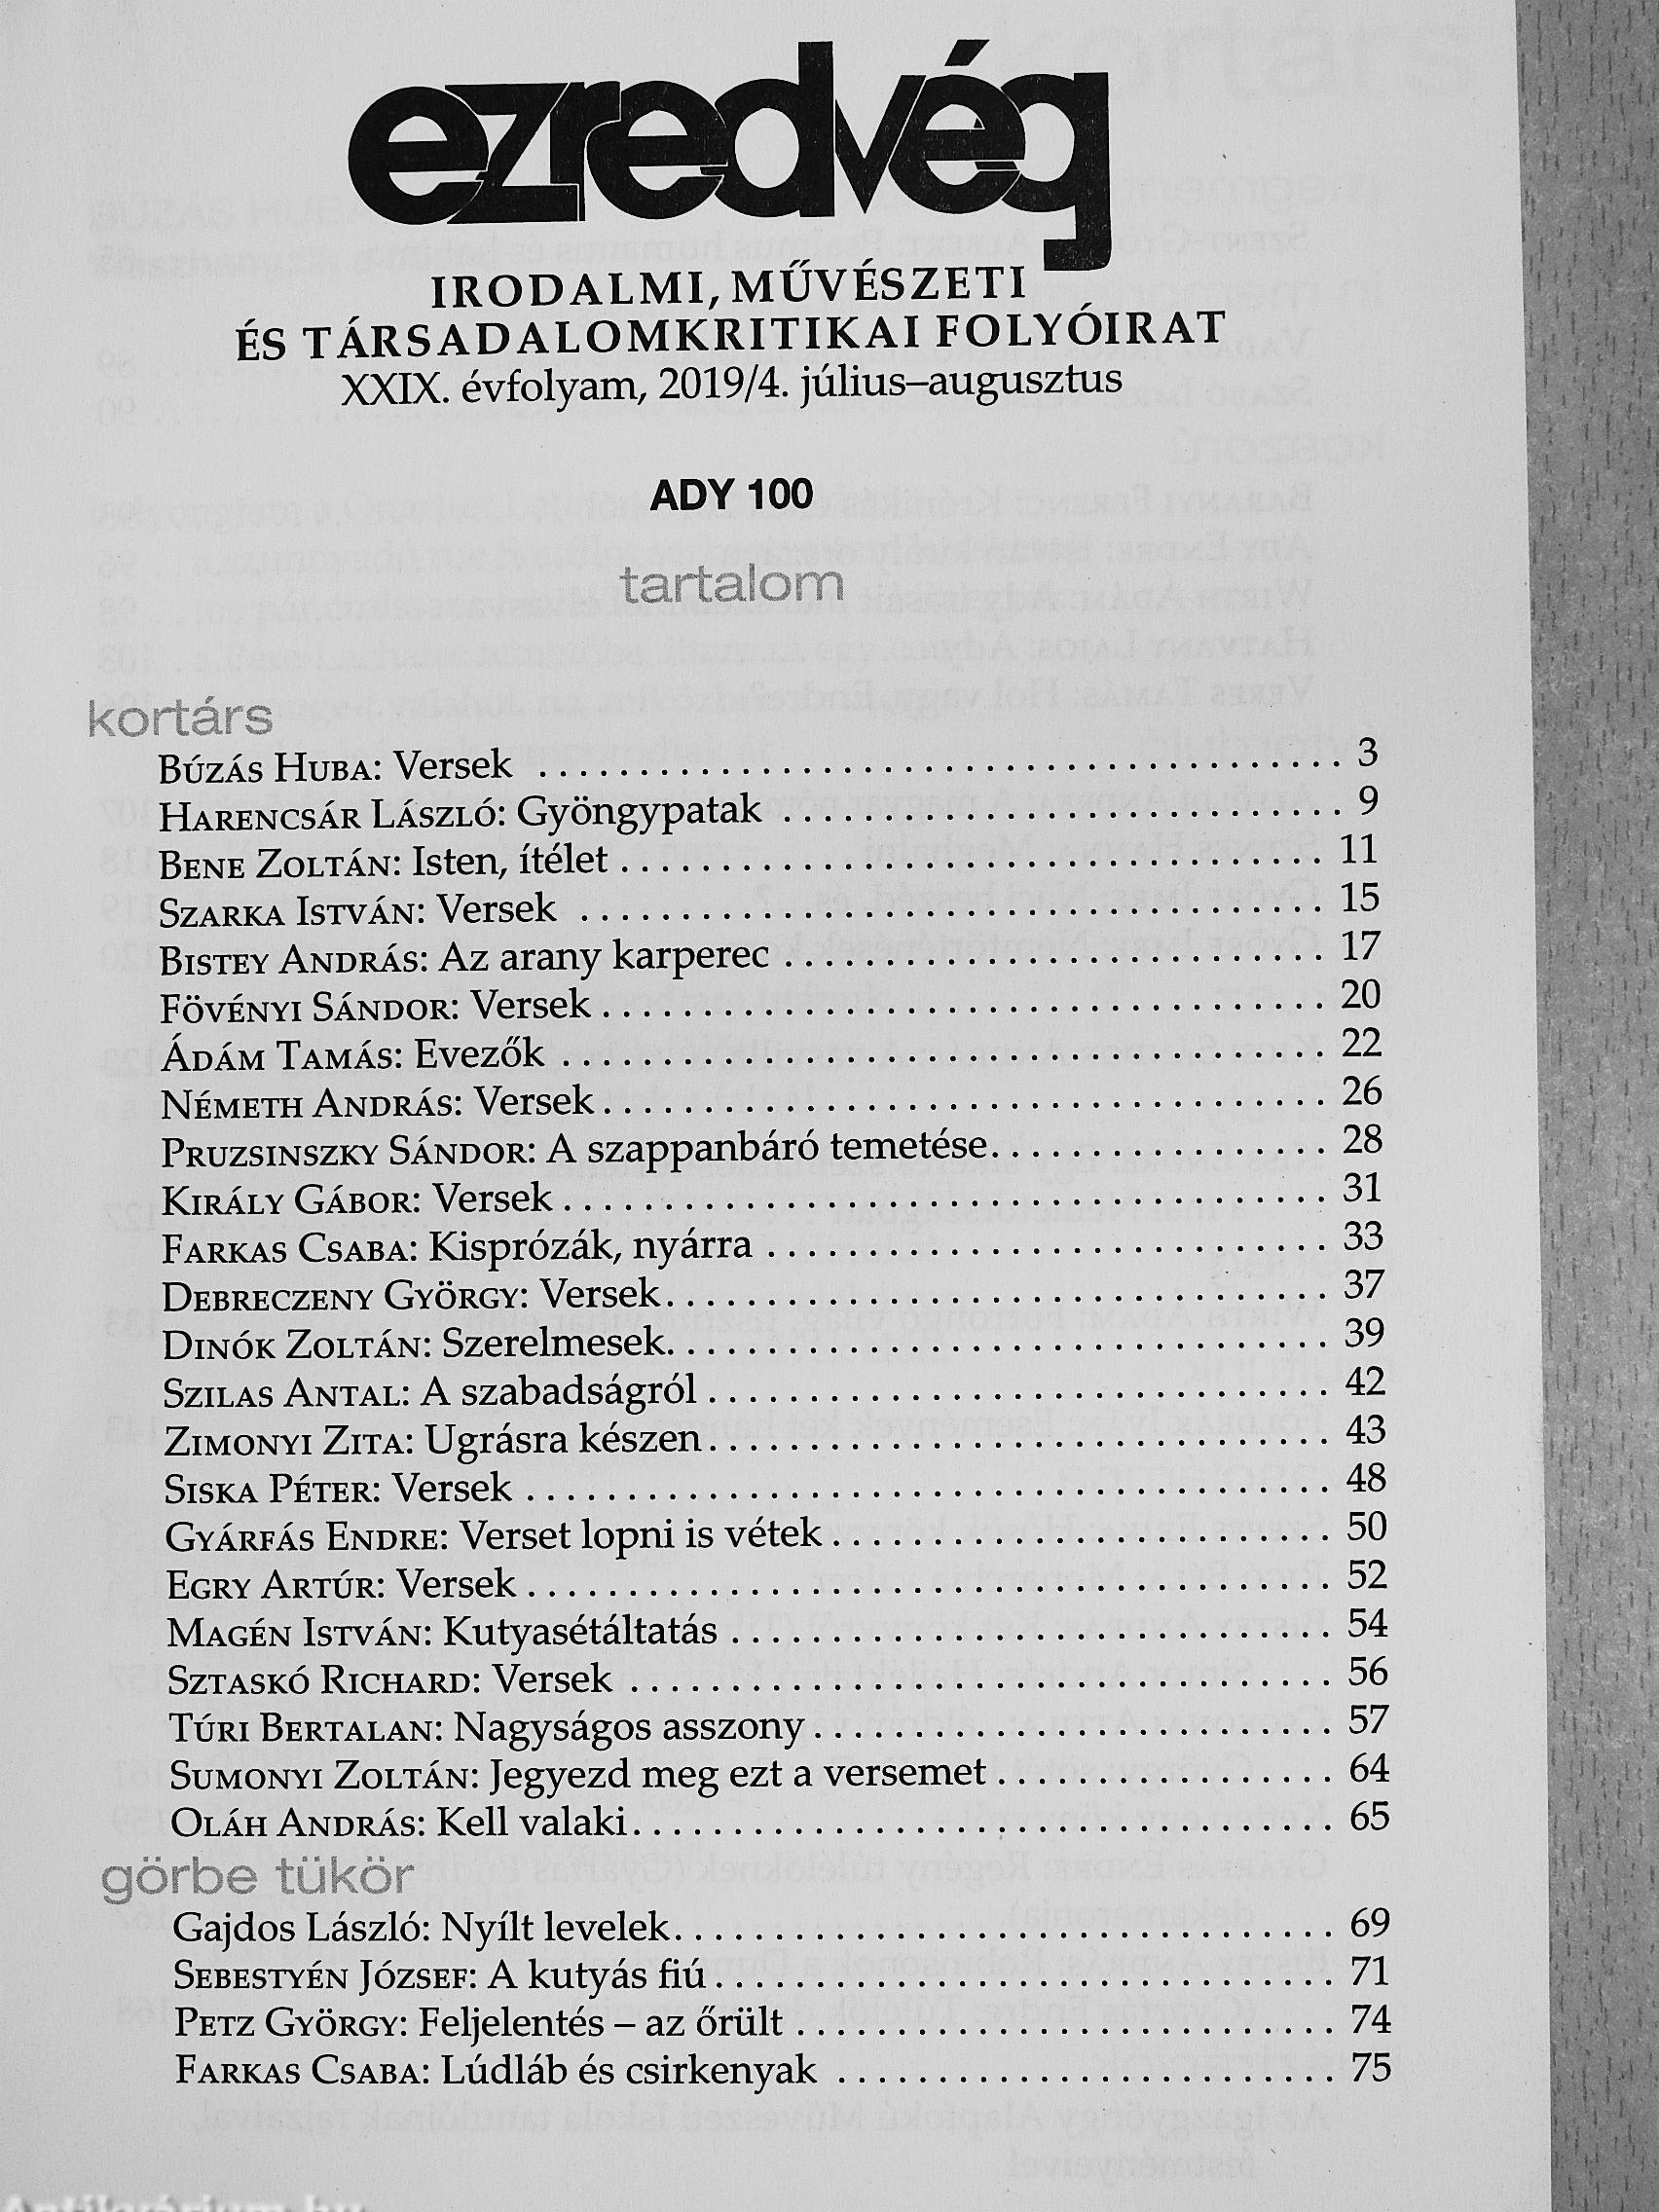 ezredvég
IRODALMI, MŰVÉSZETI
ÉS TÁRSADALOMKRITIKAI FOLYÓIRAT
XXIX. évfolyam, 2019/4. július–augusztus
ADY 100
tartalom
kortárs
BÚZÁS HUBA: Versek ........................................ 3
HARENCSÁR LÁSZLÓ: Gyöngypatak ............................ 9
BENE ZOLTÁN: Isten, ítélet .................................... 11
SZARKA ISTVÁN: Versek ...................................... 15
BISTEY ANDRÁS: Az arany karperec ............................ 17
FÖVÉNYI SÁNDOR: Versek ..................................... 20
ÁDÁM TAMÁS: Evezők ....................................... 22
NÉMETH ANDRÁS: Versek ..................................... 26
PRUZSINSZKY SÁNDOR: A szappanbáró temetése ................. 28
KIRÁLY GÁBOR: Versek ....................................... 31
FARKAS CSABA: Kisprózák, nyárra ............................ 33
DEBRECZENY GYÖRGY: Versek .................................. 37
DINÓK ZOLTÁN: Szerelmesek .................................. 39
SZILAS ANTAL: A szabadságról ................................ 42
ZIMONYI ZITA: Ugrásra készen ................................ 43
SISKA PÉTER: Versek ......................................... 48
GYÁRFÁS ENDRE: Verset lopni is vétek .......................... 50
EGRY ARTÚR: Versek ......................................... 52
MAGÉN ISTVÁN: Kutyasétáltatás ............................... 54
SZTASKÓ RICHARD: Versek .................................... 56
TÚRI BERTALAN: Nagyságos asszony ........................... 57
SUMONYI ZOLTÁN: Jegyezd meg ezt a versemet .................. 64
OLÁH ANDRÁS: Kell valaki .................................... 65
görbe tükör
Gajdos László: Nyílt levelek .................................. 69
SEBESTYÉN JÓZSEF: A kutyás fiú ................................ 71
PETZ GYÖRGY: Feljelentés – az őrült ............................ 74
FARKAS CSABA: Lúdláb és csirkenyak .......................... 75